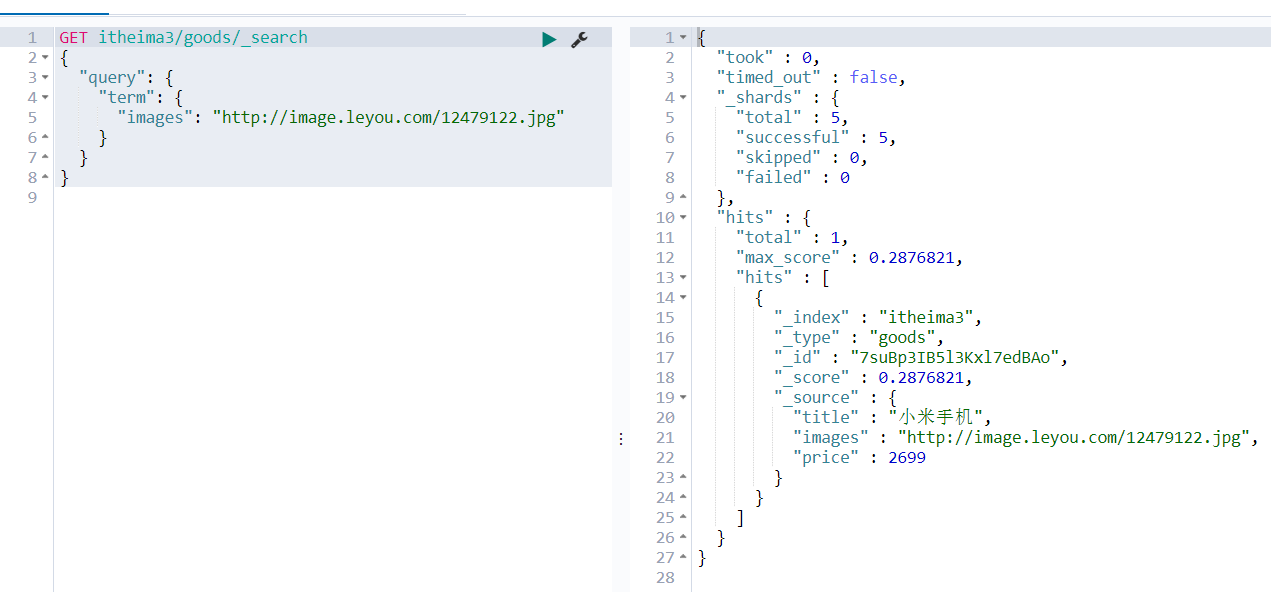 1 GET itheima3/goods/_search
2 {
3 "query": {
4 "term": {
5 "images": "http://image.leyou.com/12479122.jpg"
6 }
7 }
8 }
9
1 {
2 "took" : 0,
3 "timed_out" : false,
4 "_shards" : {
5 "total" : 5,
6 "successful" : 5,
7 "skipped" : 0,
8 "failed" : 0
9 },
10 "hits" : {
11 "total" : 1,
12 "max_score" : 0.2876821,
13 "hits" : [
14 {
15 "_index" : "itheima3",
16 "_type" : "goods",
17 "_id" : "7suBp3IB5l3Kxl7edBAo",
18 "_score" : 0.2876821,
19 "_source" : {
20 "title" : "小米手机",
21 "images" : "http://image.leyou.com/12479122.jpg",
22 "price" : 2699
23 }
24 }
25 ]
26 }
27 }
28